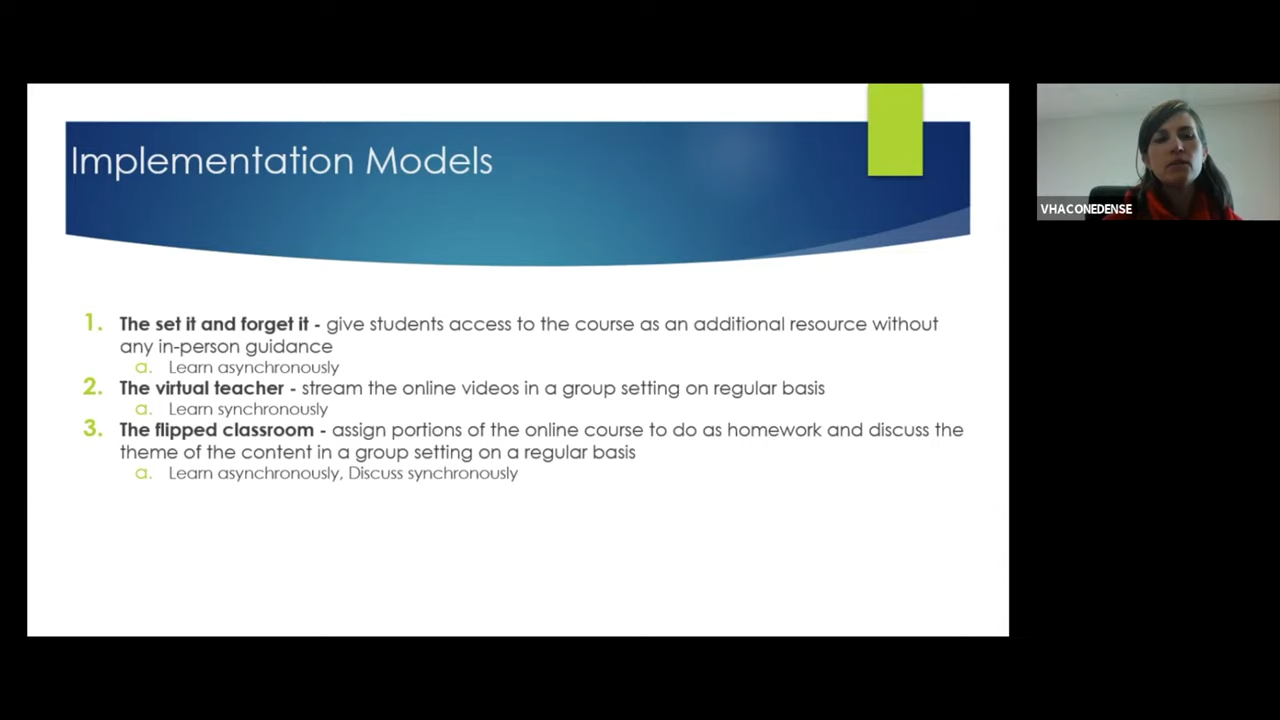 Implementation Models
VHACONEDENSE
1. The set it and forget it - give students access to the course as an additional resource without
any in-person guidance
a. Learn asynchronously
2. The virtual teacher - stream the online videos in a group setting on regular basis
a. Learn synchronously
3. The flipped classroom - assign portions of the online course to do as homework and discuss the
theme of the content in a group setting on a regular basis
a. Learn asynchronously, Discuss synchronously